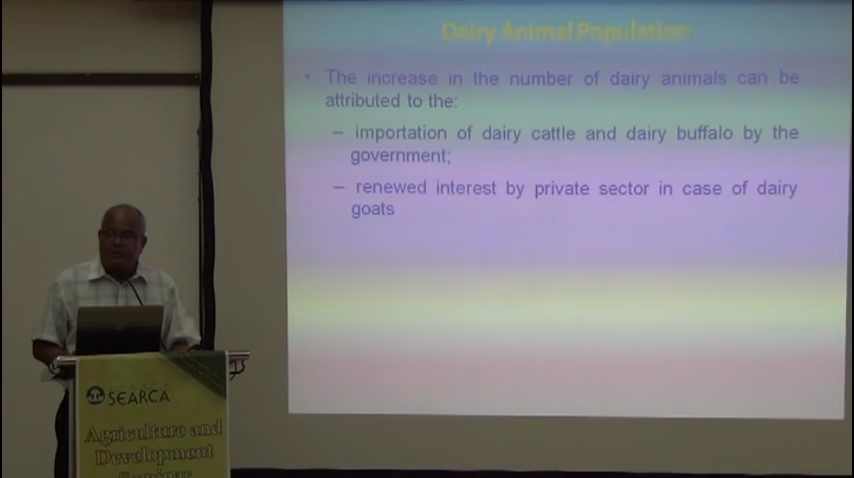 Dairy Animal Population
• The increase in the number of dairy animals can be
attributed to the:
– importation of dairy cattle and dairy buffalo by the
government;
– renewed interest by private sector in case of dairy
goats
SEARCA
Agriculture and
Development
Seminar